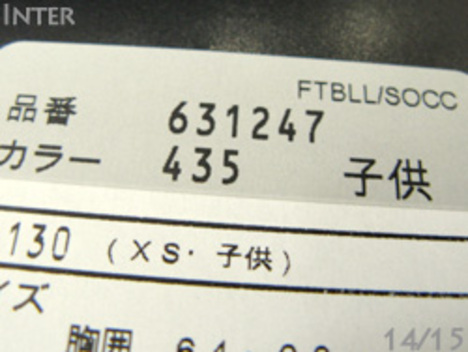 INTER
FTBLL/SOCC
品番 631247
カラー 435 子供
130 (XS・子供)
イズ
胸囲 64
14/15